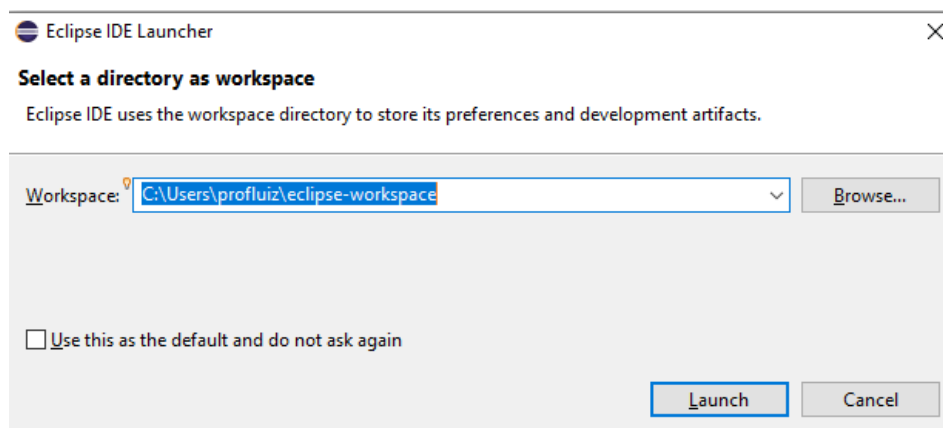 Eclipse IDE Launcher
Select a directory as workspace
Eclipse IDE uses the workspace directory to store its preferences and development artifacts.
Workspace: C:\Users\profluiz\eclipse-workspace Browse...
Use this as the default and do not ask again
Launch Cancel